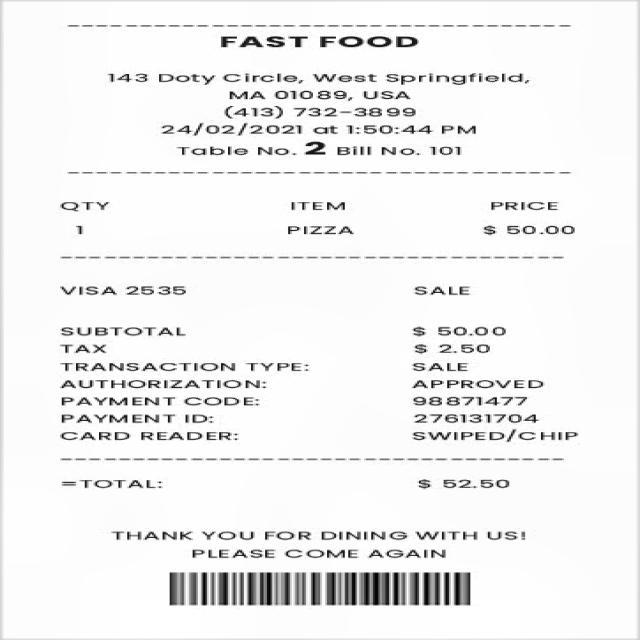 FAST FOOD
143 Doty Circle, West Springfield,
MA 01089, USA
(413) 732-3899
24/02/2021 at 1:50:44 PM
Table No. 2 Bill No. 101
QTY ITEM PRICE
1 PIZZA $ 50.00
VISA 2535 SALE
SUBTOTAL $ 50.00
TAX $ 2.50
TRANSACTION TYPE: SALE
AUTHORIZATION: APPROVED
PAYMENT CODE: 98871477
PAYMENT ID: 276131704
CARD READER: SWIPED/CHIP
=TOTAL: $ 52.50
THANK YOU FOR DINING WITH US!
PLEASE COME AGAIN